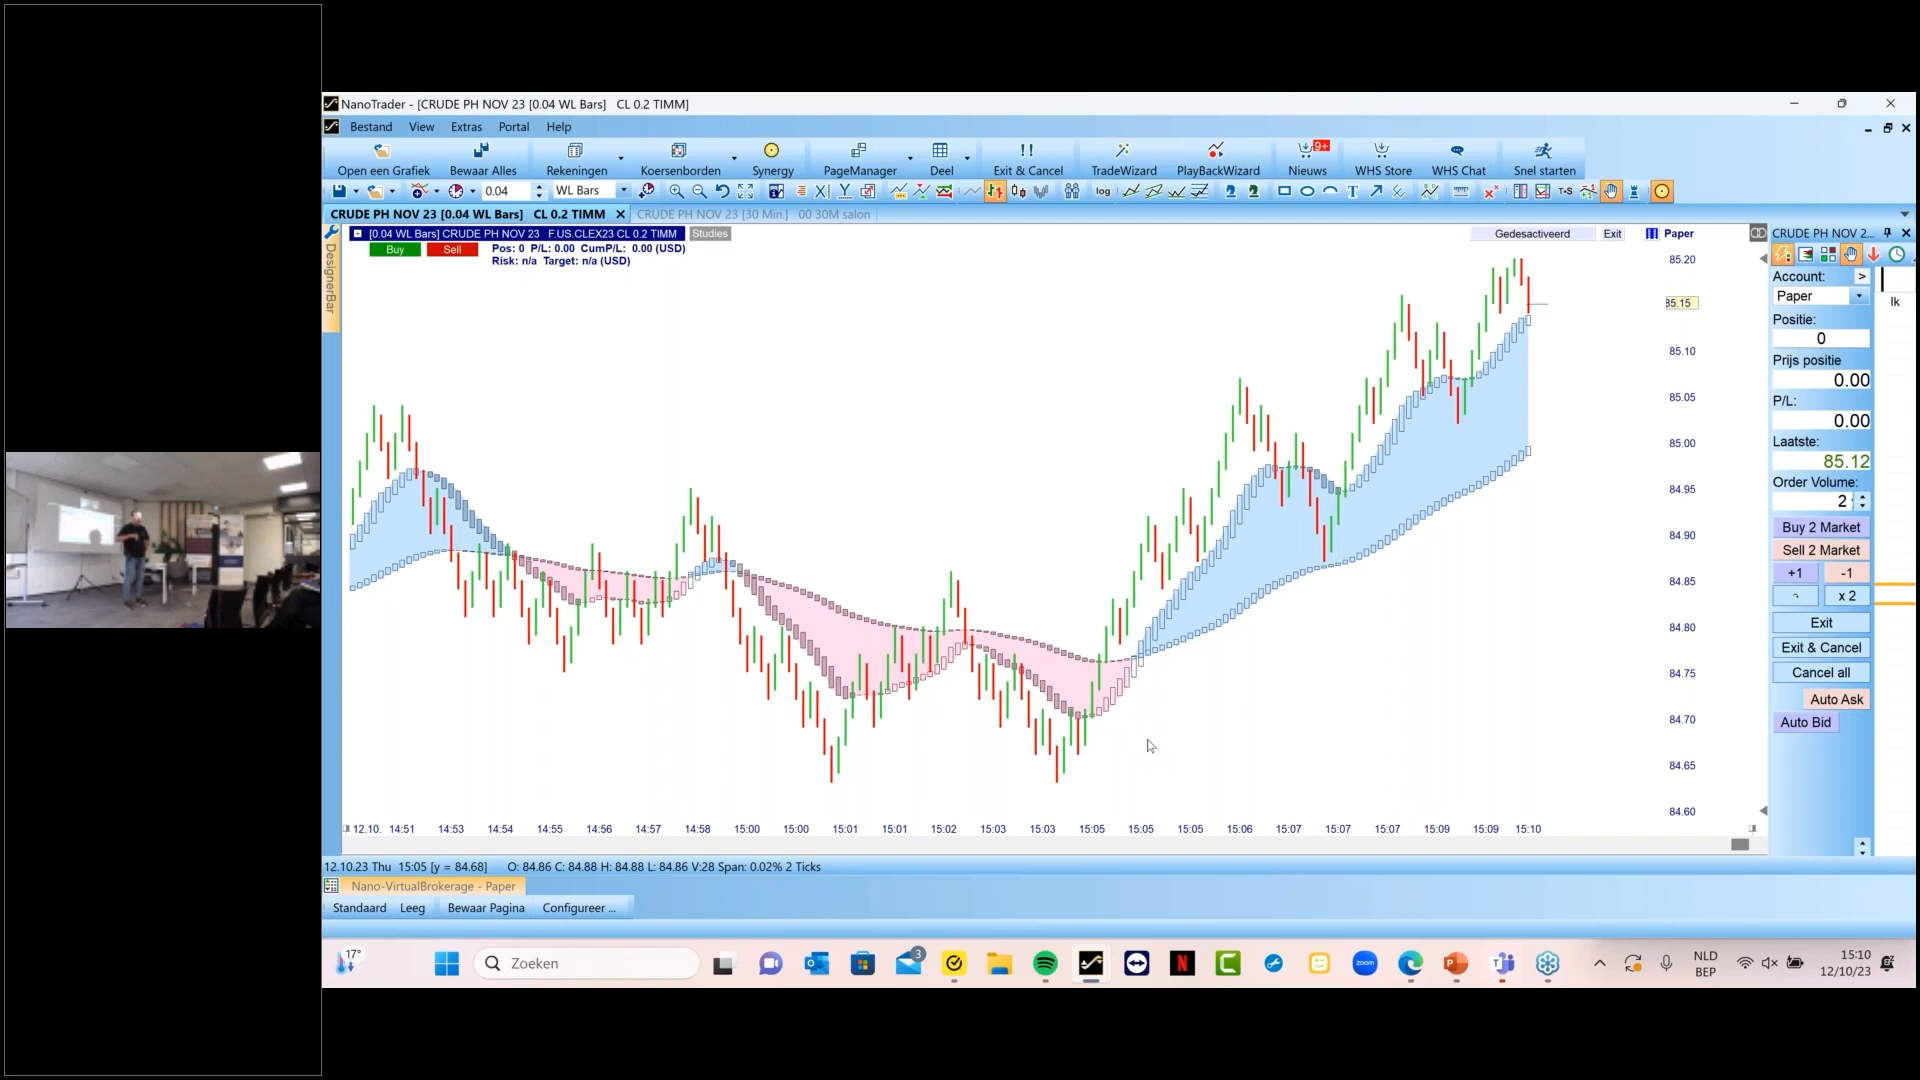 NanoTrader - [CRUDE PH NOV 23 [0.04 WL Bars]   CL 0.2 TIMM]
Bestand View Extras Portal Help
Open een Grafiek Bewaar Alles Rekeningen Koersenborden Synergy PageManager Deel Exit & Cancel TradeWizard PlayBackWizard Nieuws 9+ WHS Store WHS Chat Snel starten
0.04 WL Bars log T+S
CRUDE PH NOV 23 [0.04 WL Bars]   CL 0.2 TIMM CRUDE PH NOV 23 [30 Min.]   00 30M salon
DesignerBar
[0.04 WL Bars] CRUDE PH NOV 23   F.US.CLEX23 CL 0.2 TIMM Studies Gedesactiveerd Exit Paper
Buy Sell Pos: 0 P/L: 0.00 CumP/L: 0.00 (USD)
Risk: n/a Target: n/a (USD)
85.20
85.15
85.10
85.05
85.00
84.95
84.90
84.85
84.80
84.75
84.70
84.65
84.60
12.10. 14:51 14:53 14:54 14:55 14:56 14:57 14:58 15:00 15:00 15:01 15:01 15:02 15:03 15:03 15:05 15:05 15:05 15:06 15:07 15:07 15:07 15:09 15:09 15:10
CRUDE PH NOV 23 2...
Account: >
Paper
Positie:
0
Prijs positie
0.00
P/L:
0.00
Laatste:
85.12
Order Volume:
2
Buy 2 Market
Sell 2 Market
+1 -1
x 2
Exit
Exit & Cancel
Cancel all
Auto Ask
Auto Bid
lk
12.10.23 Thu 15:05 [y = 84.68] O: 84.86 C: 84.88 H: 84.88 L: 84.86 V:28 Span: 0.02% 2 Ticks
Nano-VirtualBrokerage - Paper
Standaard Leeg Bewaar Pagina Configureer ...
17° Zoeken 3 zoom NLD
BEP
15:10
12/10/23